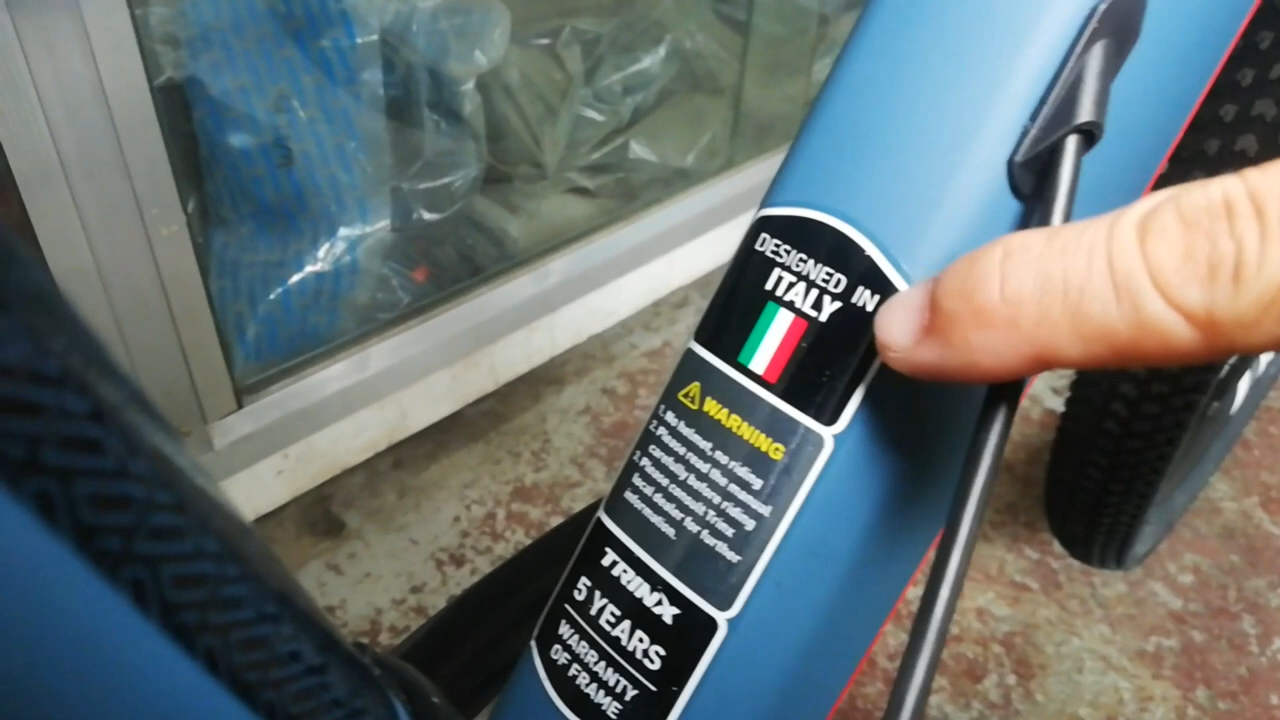 DESIGNED IN
ITALY
WARNING
1. No helmet, no riding
2. Please read the manual
carefully before riding
3. Please consult Trinx
local dealer for further
information.
TRINX
5 YEARS
WARRANTY
OF FRAME